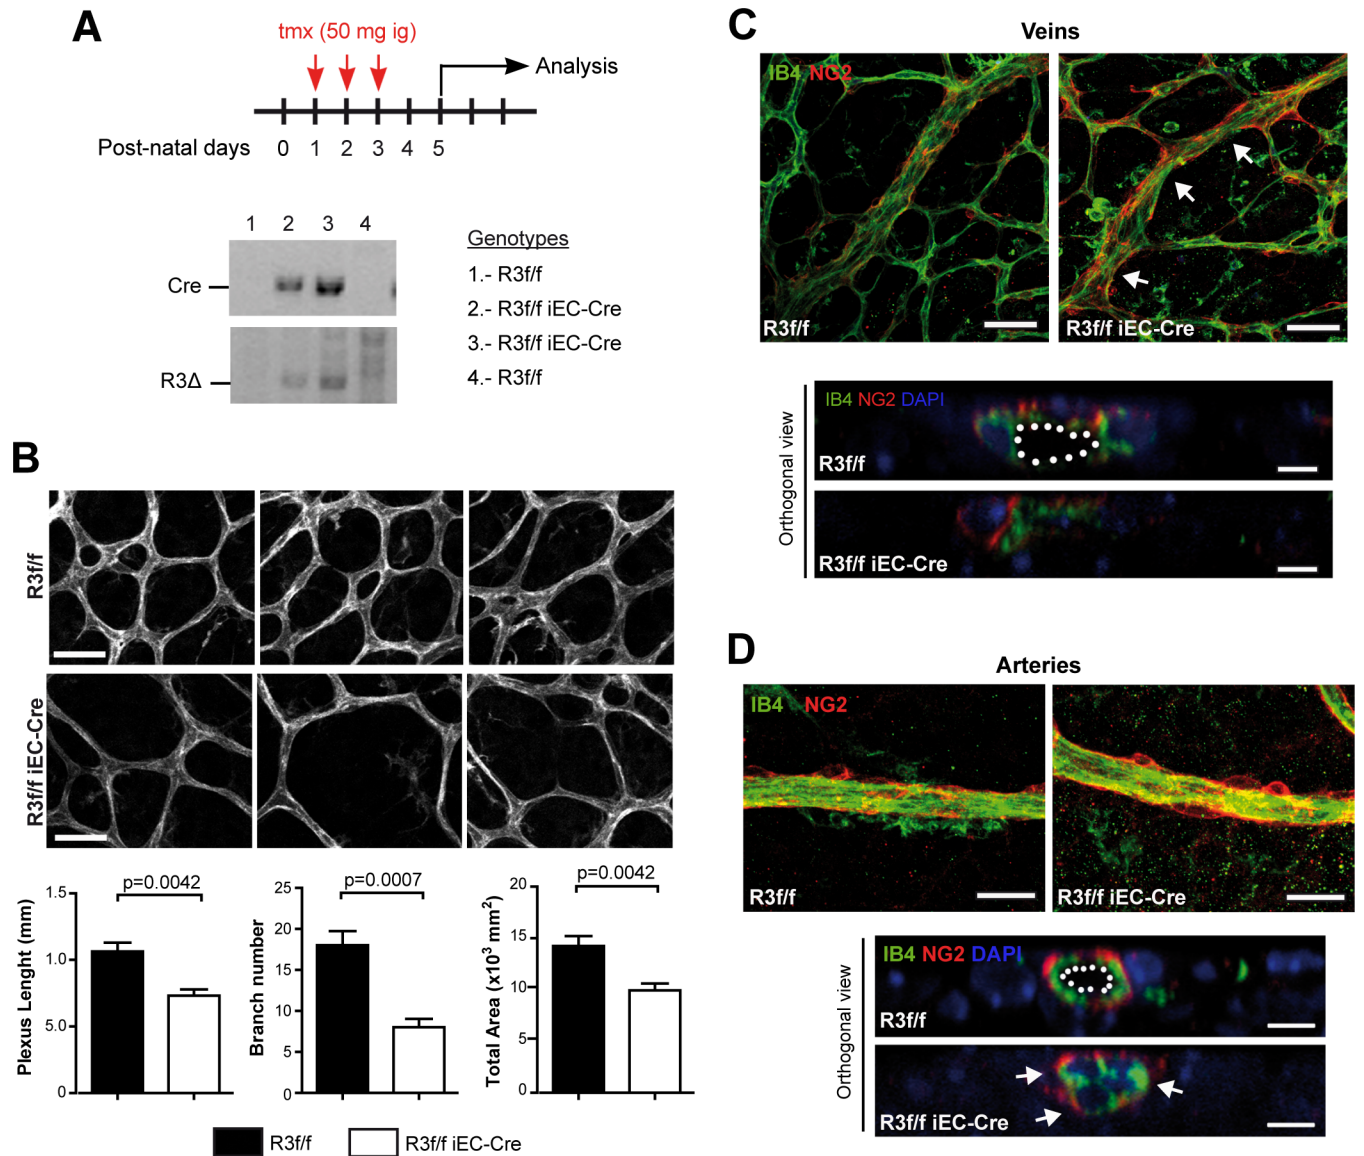 A
tmx (50 mg ig)
Analysis
Post-natal days 0 1 2 3 4 5
1 2 3 4
Cre
R3Δ
Genotypes
1.- R3f/f
2.- R3f/f iEC-Cre
3.- R3f/f iEC-Cre
4.- R3f/f
B
R3f/f
R3f/f iEC-Cre
Plexus Lenght (mm)
1.5
1.0
5.0
0
p=0.0042
Branch number
25
20
15
10
5
0
p=0.0007
Total Area (x10³ mm²)
20
15
10
5
0
p=0.0042
R3f/f
R3f/f iEC-Cre
C
Veins
IB4 NG2
R3f/f
R3f/f iEC-Cre
Orthogonal view
IB4 NG2 DAPI
R3f/f
R3f/f iEC-Cre
D
Arteries
IB4 NG2
R3f/f
R3f/f iEC-Cre
Orthogonal view
IB4 NG2 DAPI
R3f/f
R3f/f iEC-Cre